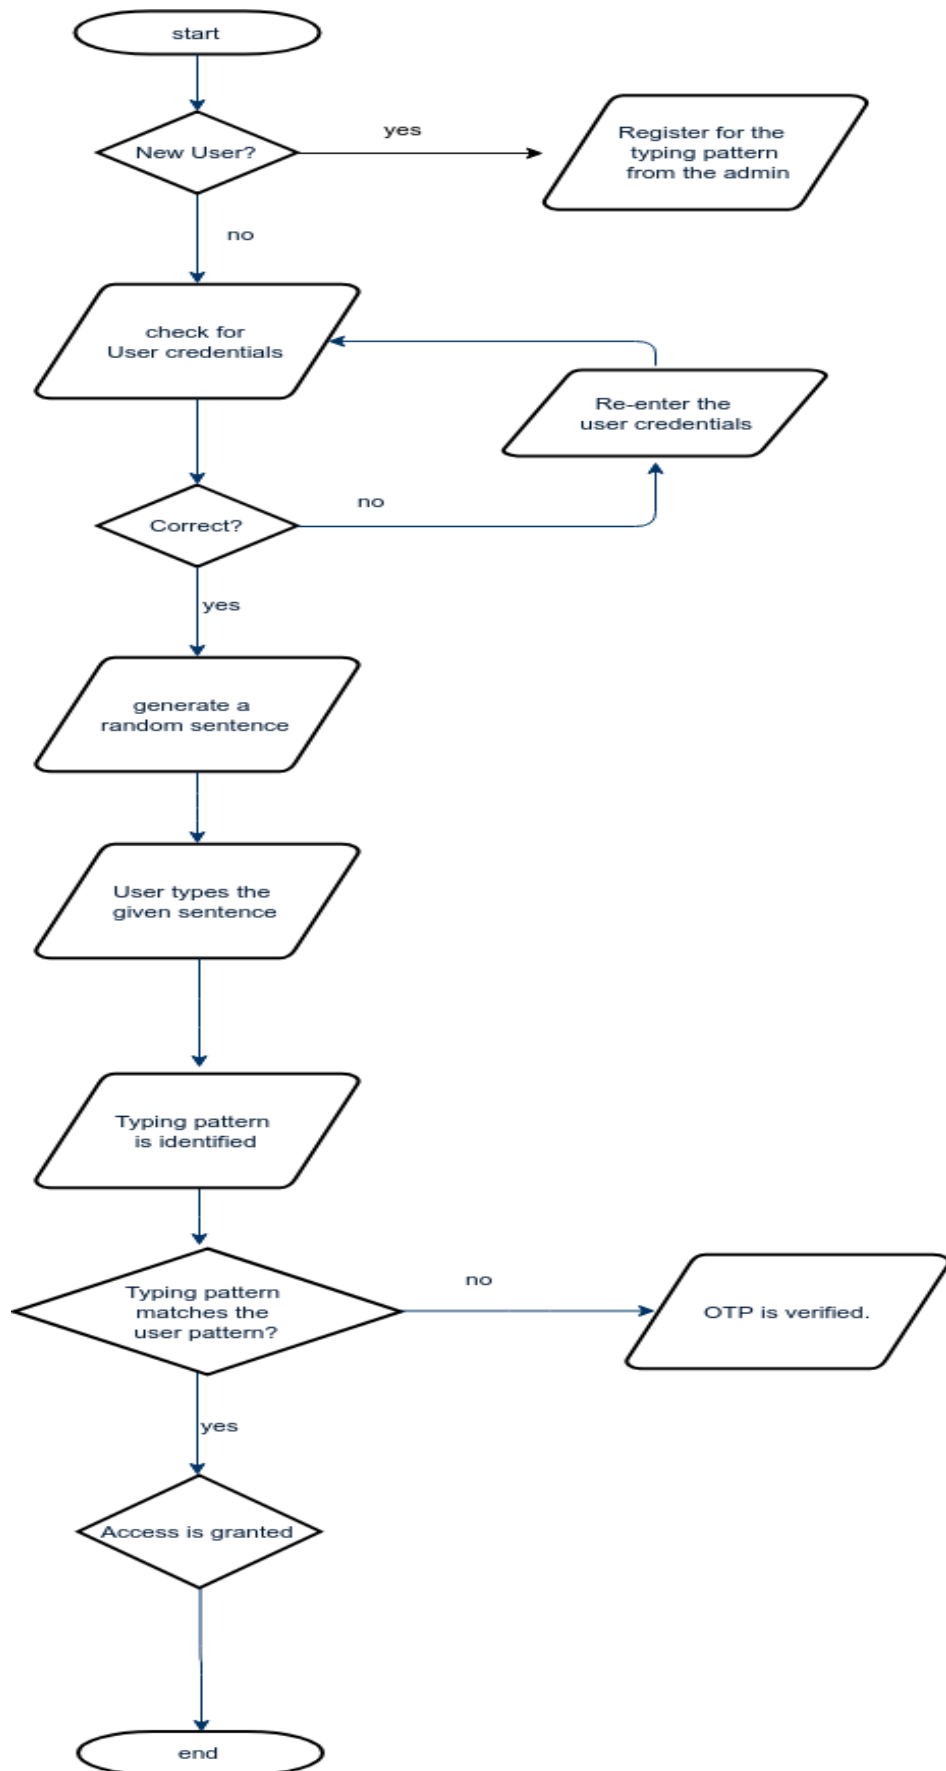 start
New User?
yes
Register for the
typing pattern
from the admin
no
check for
User credentials
Re-enter the
user credentials
no
Correct?
yes
generate a
random sentence
User types the
given sentence
Typing pattern
is identified
Typing pattern
matches the
user pattern?
no
OTP is verified.
yes
Access is granted
end